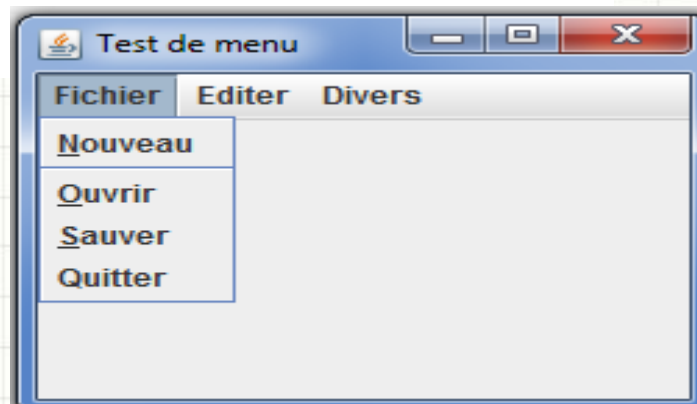 Test de menu
Fichier Editer Divers
Nouveau
Ouvrir
Sauver
Quitter